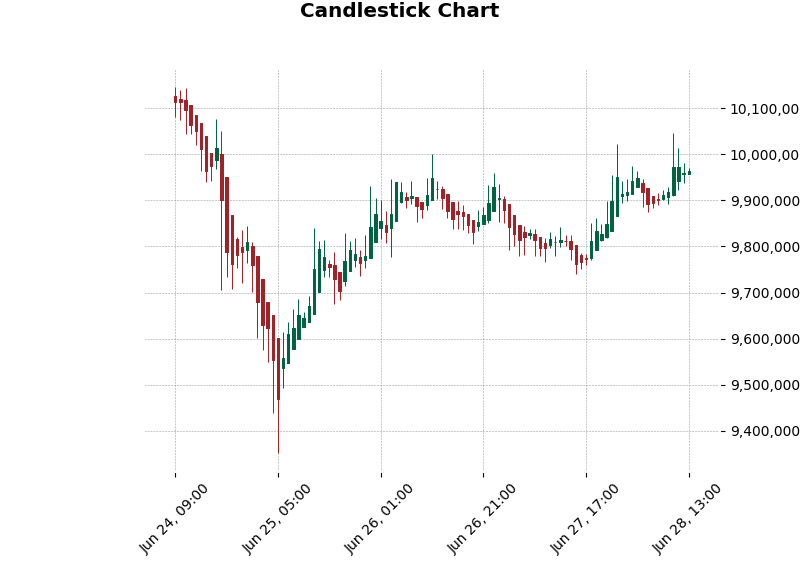 Candlestick Chart
10,100,000
10,000,000
9,900,000
9,800,000
9,700,000
9,600,000
9,500,000
9,400,000
Jun 24, 09:00
Jun 25, 05:00
Jun 26, 01:00
Jun 26, 21:00
Jun 27, 17:00
Jun 28, 13:00